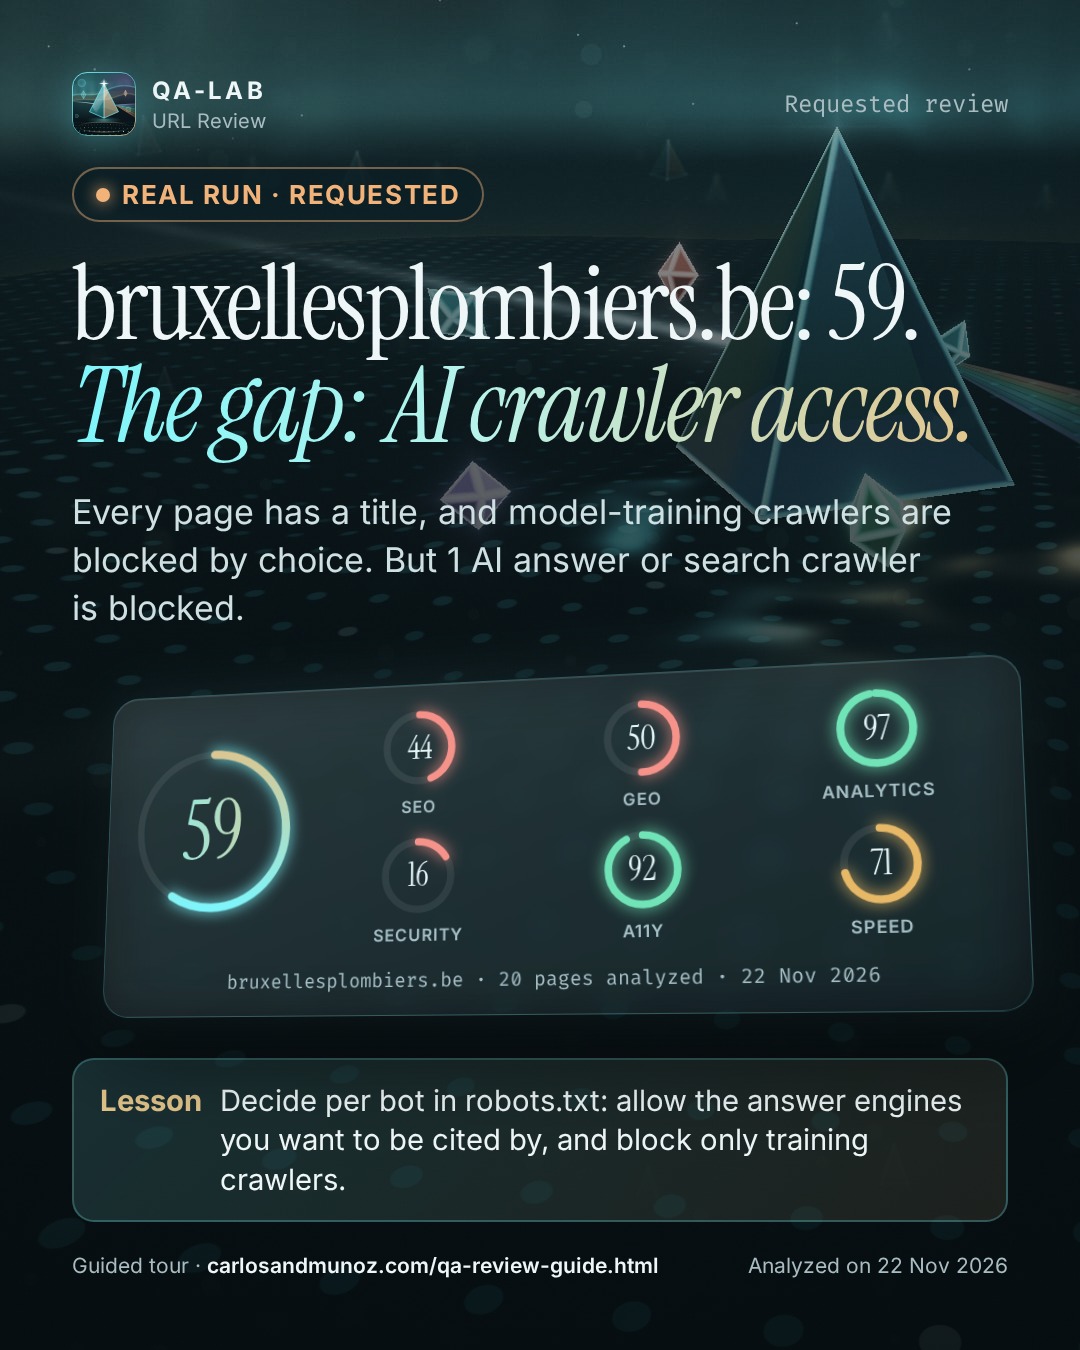 QA-LAB
URL Review
Requested review
REAL RUN · REQUESTED
bruxellesplombiers.be: 59.
The gap: AI crawler access.
Every page has a title, and model-training crawlers are
blocked by choice. But 1 AI answer or search crawler
is blocked.
59
44
SEO
50
GEO
97
ANALYTICS
16
SECURITY
92
A11Y
71
SPEED
bruxellesplombiers.be · 20 pages analyzed · 22 Nov 2026
Lesson Decide per bot in robots.txt: allow the answer engines
you want to be cited by, and block only training
crawlers.
Guided tour · carlosandmunoz.com/qa-review-guide.html
Analyzed on 22 Nov 2026